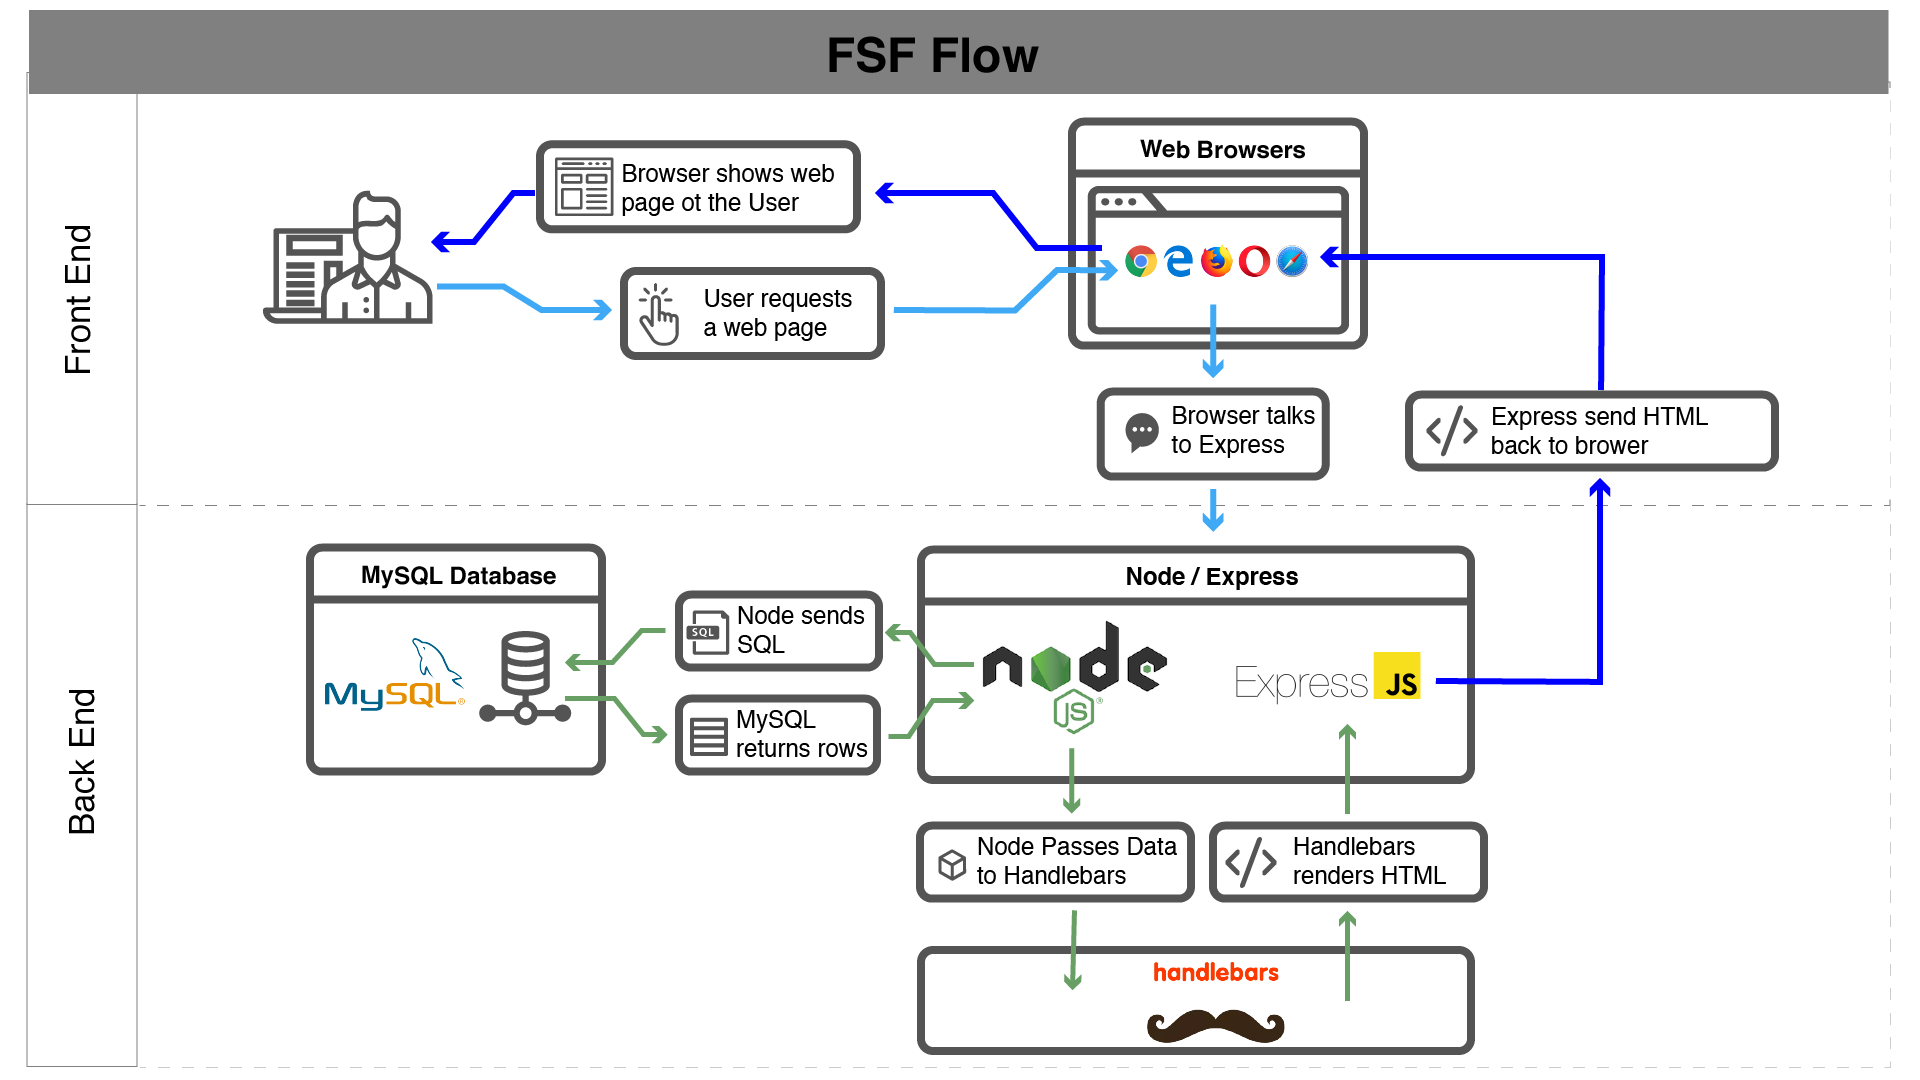 FSF Flow
Front End
Browser shows web
page ot the User
User requests
a web page
Web Browsers
Browser talks
to Express
Express send HTML
back to brower
Back End
MySQL Database
MySQL®
Node sends
SQL
SQL
MySQL
returns rows
Node / Express
node
JS®
Express
JS
Node Passes Data
to Handlebars
Handlebars
renders HTML
handlebars